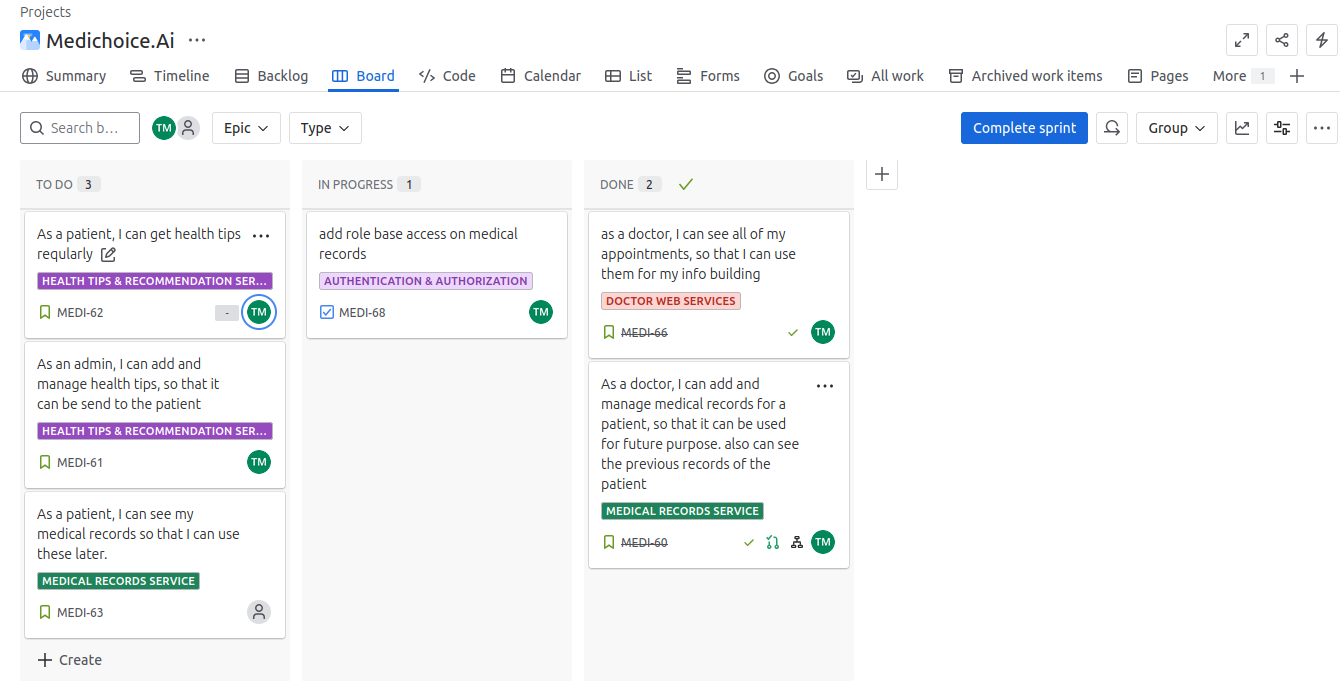 Projects
Medichoice.Ai
Summary
Timeline
Backlog
Board
Code
Calendar
List
Forms
Goals
All work
Archived work items
Pages
More 1
Search b...
TM
Epic
Type
Complete sprint
Group
TO DO 3
As a patient, I can get health tips
reqularly
HEALTH TIPS & RECOMMENDATION SER...
MEDI-62
-
TM
As an admin, I can add and
manage health tips, so that it
can be send to the patient
HEALTH TIPS & RECOMMENDATION SER...
MEDI-61
TM
As a patient, I can see my
medical records so that I can use
these later.
MEDICAL RECORDS SERVICE
MEDI-63
Create
IN PROGRESS 1
add role base access on medical
records
AUTHENTICATION & AUTHORIZATION
MEDI-68
TM
DONE 2
as a doctor, I can see all of my
appointments, so that I can use
them for my info building
DOCTOR WEB SERVICES
MEDI-66
TM
As a doctor, I can add and
manage medical records for a
patient, so that it can be used
for future purpose. also can see
the previous records of the
patient
MEDICAL RECORDS SERVICE
MEDI-60
TM